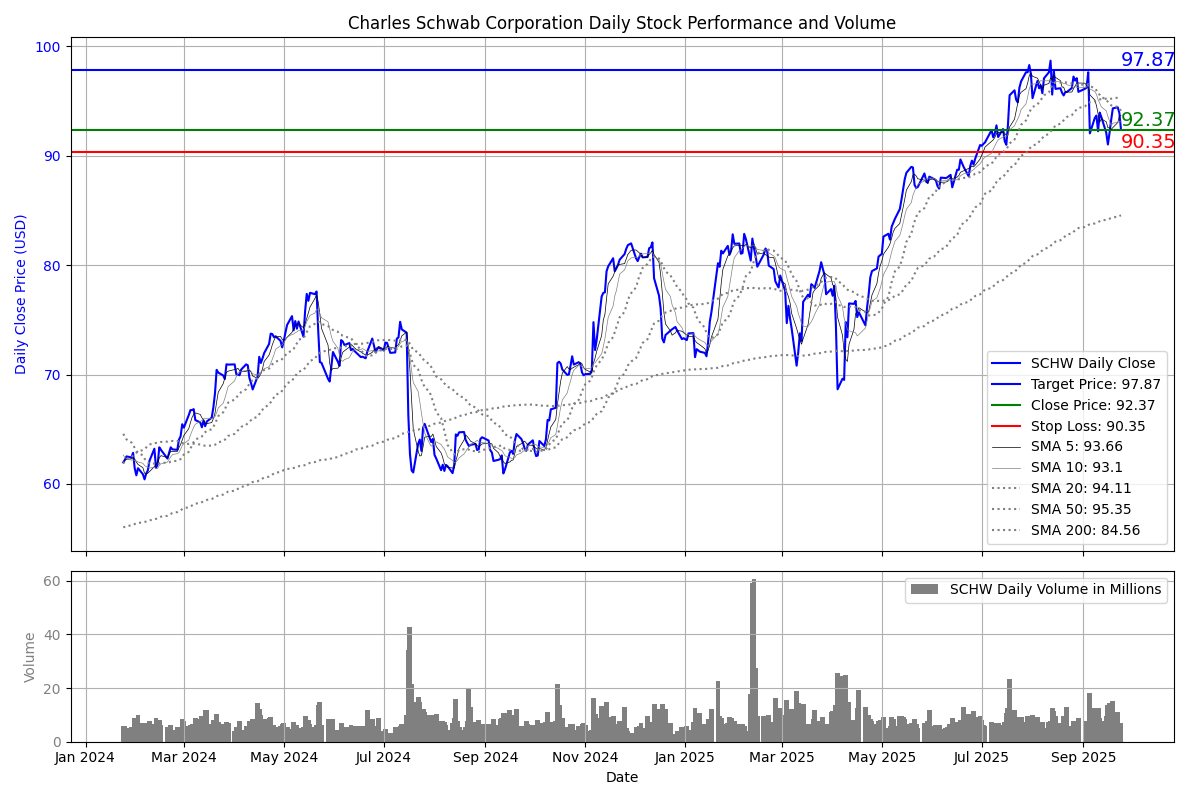 Charles Schwab Corporation Daily Stock Performance and Volume
100
90
80
70
60
Daily Close Price (USD)
97.87
92.37
90.35
SCHW Daily Close
Target Price: 97.87
Close Price: 92.37
Stop Loss: 90.35
SMA 5: 93.66
SMA 10: 93.1
SMA 20: 94.11
SMA 50: 95.35
SMA 200: 84.56
60
40
20
0
Volume
SCHW Daily Volume in Millions
Jan 2024 Mar 2024 May 2024 Jul 2024 Sep 2024 Nov 2024 Jan 2025 Mar 2025 May 2025 Jul 2025 Sep 2025
Date